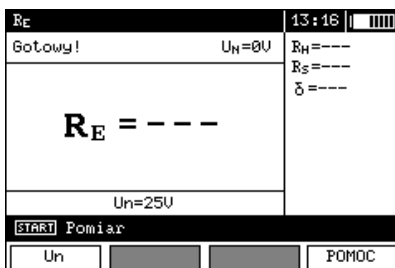 RE 13:16
Gotowy! UN=0V
RH=---
RS=---
δ=---
RE=---
Un=25V
START Pomiar
Un POMOC